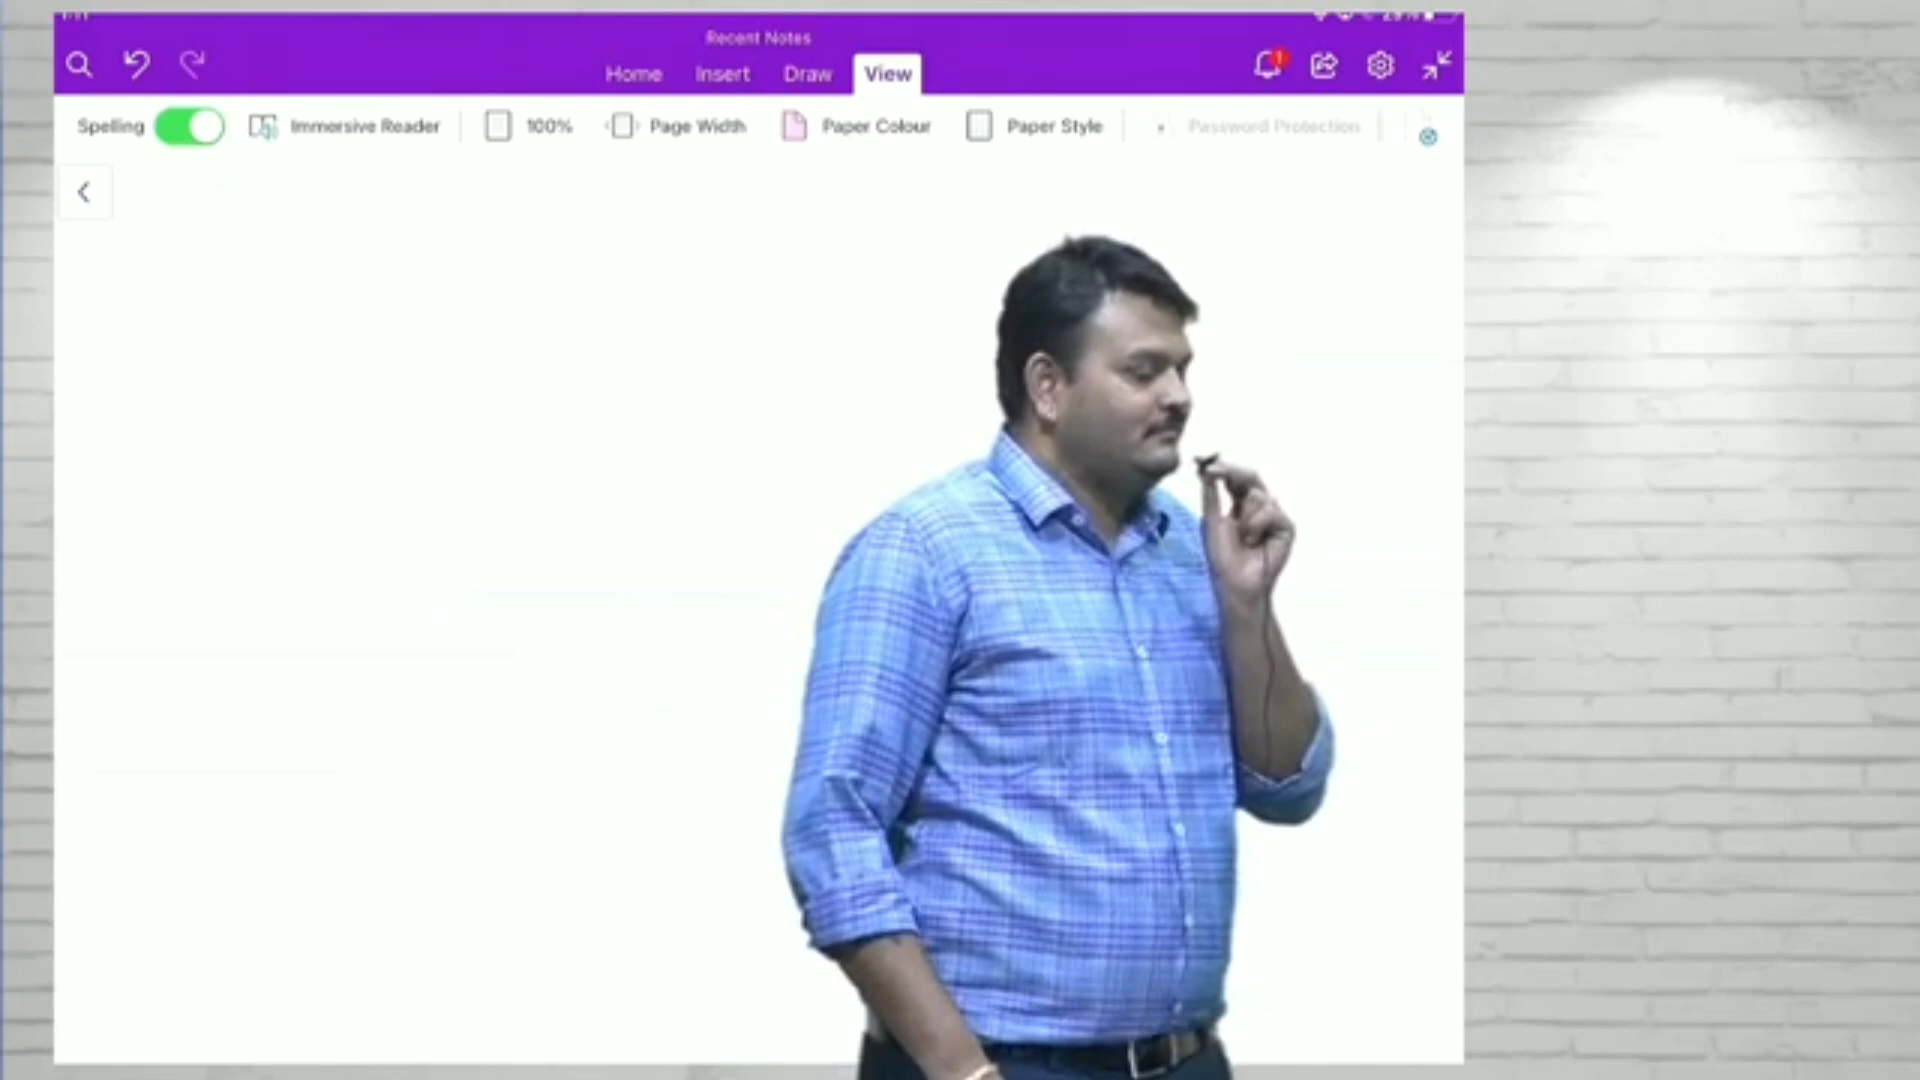 Recent Notes
Home Insert Draw View
Spelling Immersive Reader 100% Page Width Paper Colour Paper Style Password Protection